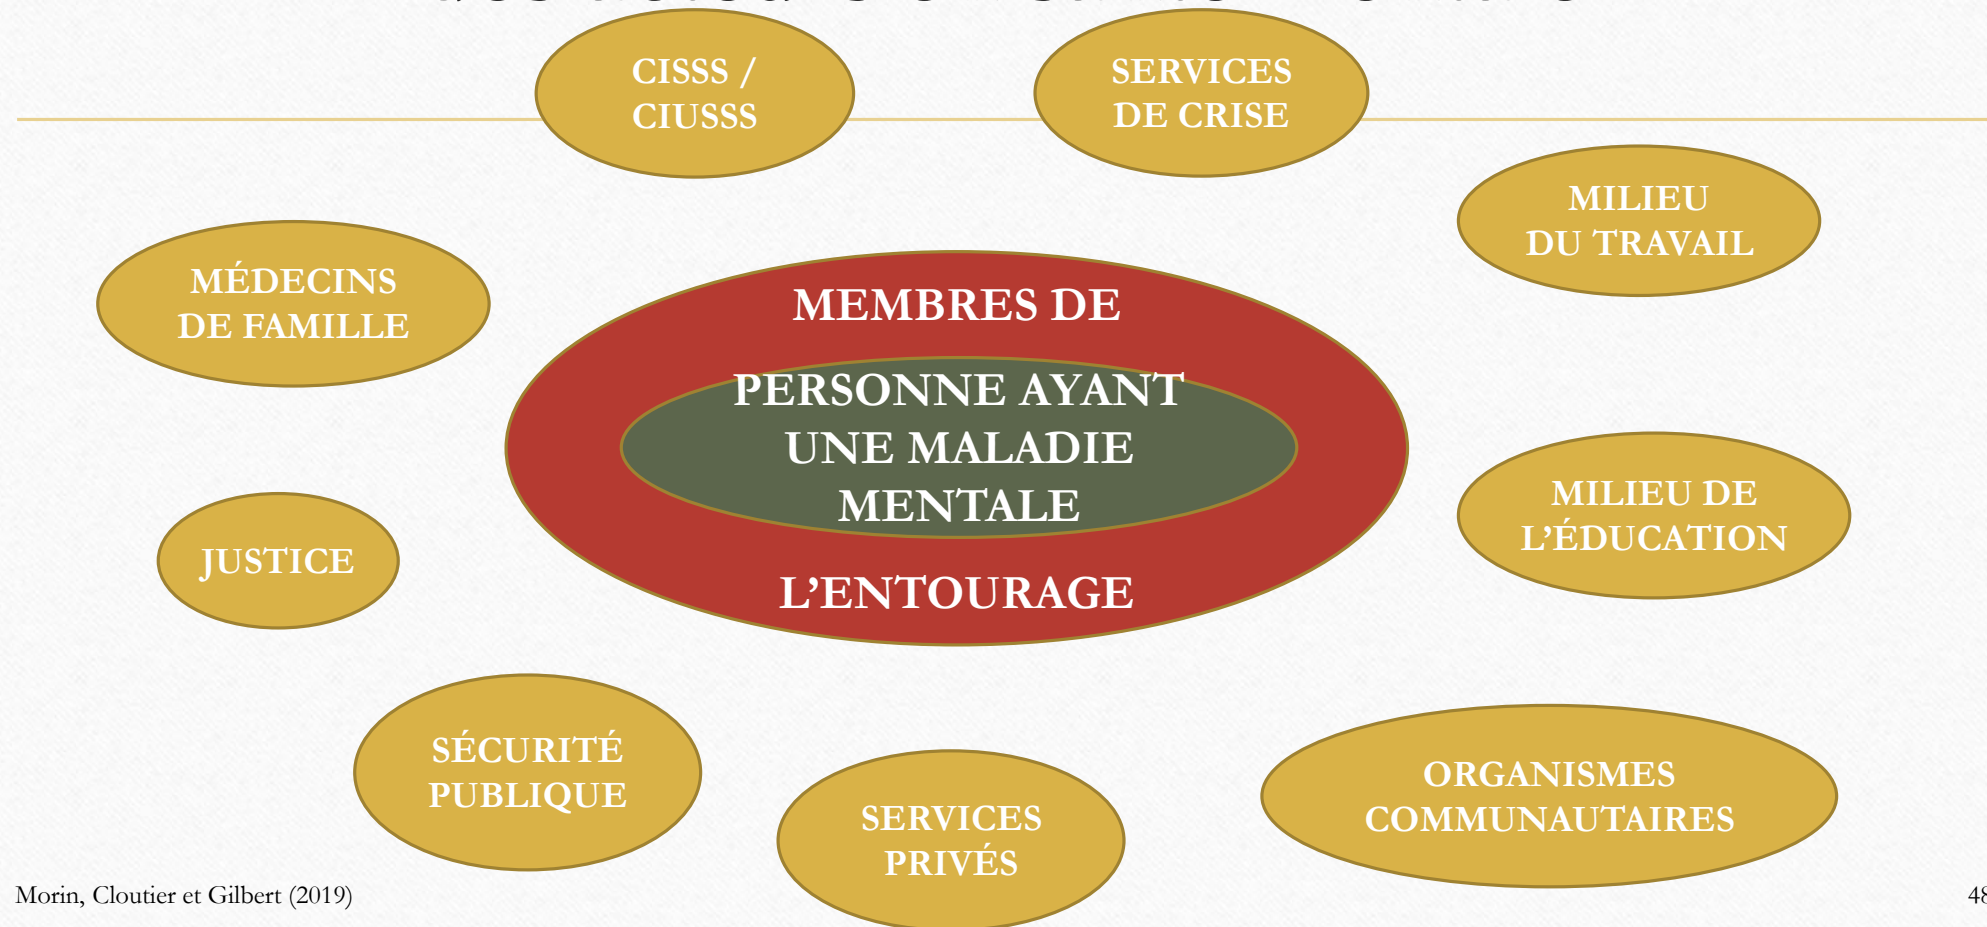 CISSS /
CIUSSS
SERVICES
DE CRISE
MILIEU
DU TRAVAIL
MÉDECINS
DE FAMILLE
MEMBRES DE
PERSONNE AYANT
UNE MALADIE
MENTALE
L’ENTOURAGE
MILIEU DE
L’ÉDUCATION
JUSTICE
SÉCURITÉ
PUBLIQUE
SERVICES
PRIVÉS
ORGANISMES
COMMUNAUTAIRES
Morin, Cloutier et Gilbert (2019)
48